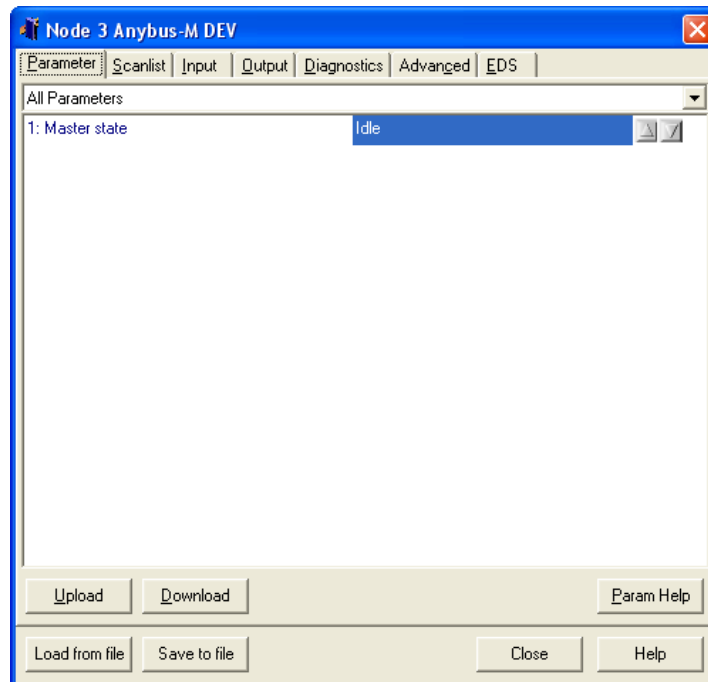 Node 3 Anybus-M DEV
Parameter Scanlist Input Output Diagnostics Advanced EDS
All Parameters
1: Master state Idle
Upload Download Param Help
Load from file Save to file Close Help